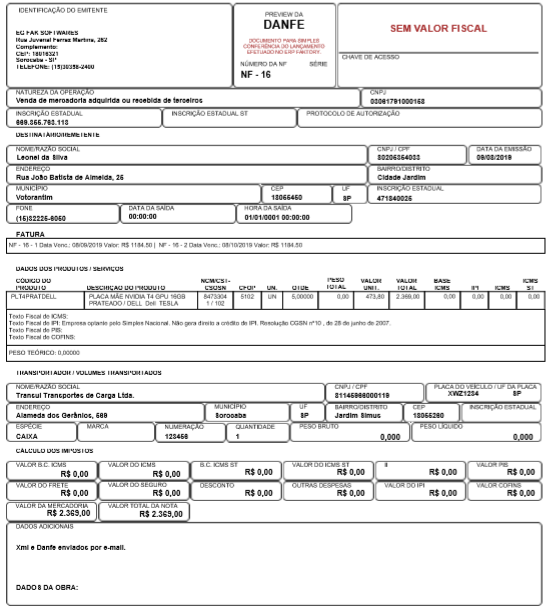 IDENTIFICAÇÃO DO EMITENTE
EG FAK SOFTWARES
Rua Juvenal Ferraz Martins, 262
Complemento:
CEP: 18016321
Sorocaba - SP
TELEFONE: (15)30358-2400
PREVIEW DA
DANFE
DOCUMENTO PARA SIMPLES
CONFERÊNCIA DO LANÇAMENTO
EFETUADO NO ERP FAKTORY.
NÚMERO DA NF SÉRIE
NF - 16
SEM VALOR FISCAL
CHAVE DE ACESSO
NATUREZA DA OPERAÇÃO
Venda de mercadoria adquirida ou recebida de terceiros
CNPJ
03061791000163
INSCRIÇÃO ESTADUAL
669.355.763.113
INSCRIÇÃO ESTADUAL ST
PROTOCOLO DE AUTORIZAÇÃO
DESTINATÁRIO/REMETENTE
NOME/RAZÃO SOCIAL
Leonel da Silva
CNPJ / CPF
80206354033
DATA DA EMISSÃO
09/08/2019
ENDEREÇO
Rua João Batista de Almeida, 25
BAIRRO/DISTRITO
Cidade Jardim
MUNICÍPIO
Votorantim
CEP
18055450
UF
SP
INSCRIÇÃO ESTADUAL
471840025
FONE
(15)32225-6050
DATA DA SAÍDA
00:00:00
HORA DA SAÍDA
01/01/0001 00:00:00
FATURA
NF - 16 - 1 Data Venc.: 08/09/2019 Valor: R$ 1184.50 | NF - 16 - 2 Data Venc.: 08/10/2019 Valor: R$ 1184.50
DADOS DOS PRODUTOS / SERVIÇOS
CÓDIGO DO PRODUTO DESCRIÇÃO DO PRODUTO NCM/CST-CSOSN CFOP UN. QTDE PESO TOTAL VALOR UNIT. VALOR TOTAL BASE ICMS IPI ICMS ICMS ST
PLT4PRATDELL PLACA MÃE NVIDIA T4 GPU 16GB 8473304 5102 UN 5,00000 0,00 473,80 2.369,00 0,00 0,00 0,00 0,00
PRATEADO / DELL Dell TESLA 1 / 102
Texto Fiscal de ICMS:
Texto Fiscal de IPI: Empresa optante pelo Simples Nacional. Não gera direito a crédito de IPI. Resolução CGSN nº10 , de 28 de junho de 2007.
Texto Fiscal de PIS:
Texto Fiscal de COFINS:
PESO TEÓRICO: 0,00000
TRANSPORTADOR / VOLUMES TRANSPORTADOS
NOME/RAZÃO SOCIAL
Transul Transportes de Carga Ltda.
CNPJ / CPF
81145968000119
PLACA DO VEÍCULO / UF DA PLACA
XWZ1234 SP
ENDEREÇO
Alameda dos Gerânios, 569
MUNICÍPIO
Sorocaba
UF
SP
BAIRRO/DISTRITO
Jardim Simus
CEP
18055260
INSCRIÇÃO ESTADUAL
ESPÉCIE
CAIXA
MARCA
NUMERAÇÃO
123456
QUANTIDADE
1
PESO BRUTO
0,000
PESO LÍQUIDO
0,000
CALCULO DOS IMPOSTOS
VALOR B.C. ICMS
R$ 0,00
VALOR DO ICMS
R$ 0,00
B.C. ICMS ST
R$ 0,00
VALOR DO ICMS ST
R$ 0,00
II
R$ 0,00
VALOR PIS
R$ 0,00
VALOR DO FRETE
R$ 0,00
VALOR DO SEGURO
R$ 0,00
DESCONTO
R$ 0,00
OUTRAS DESPESAS
R$ 0,00
VALOR DO IPI
R$ 0,00
VALOR COFINS
R$ 0,00
VALOR DA MERCADORIA
R$ 2.369,00
VALOR TOTAL DA NOTA
R$ 2.369,00
DADOS ADICIONAIS
Xml e Danfe enviados por e-mail.
DADOS DA OBRA: